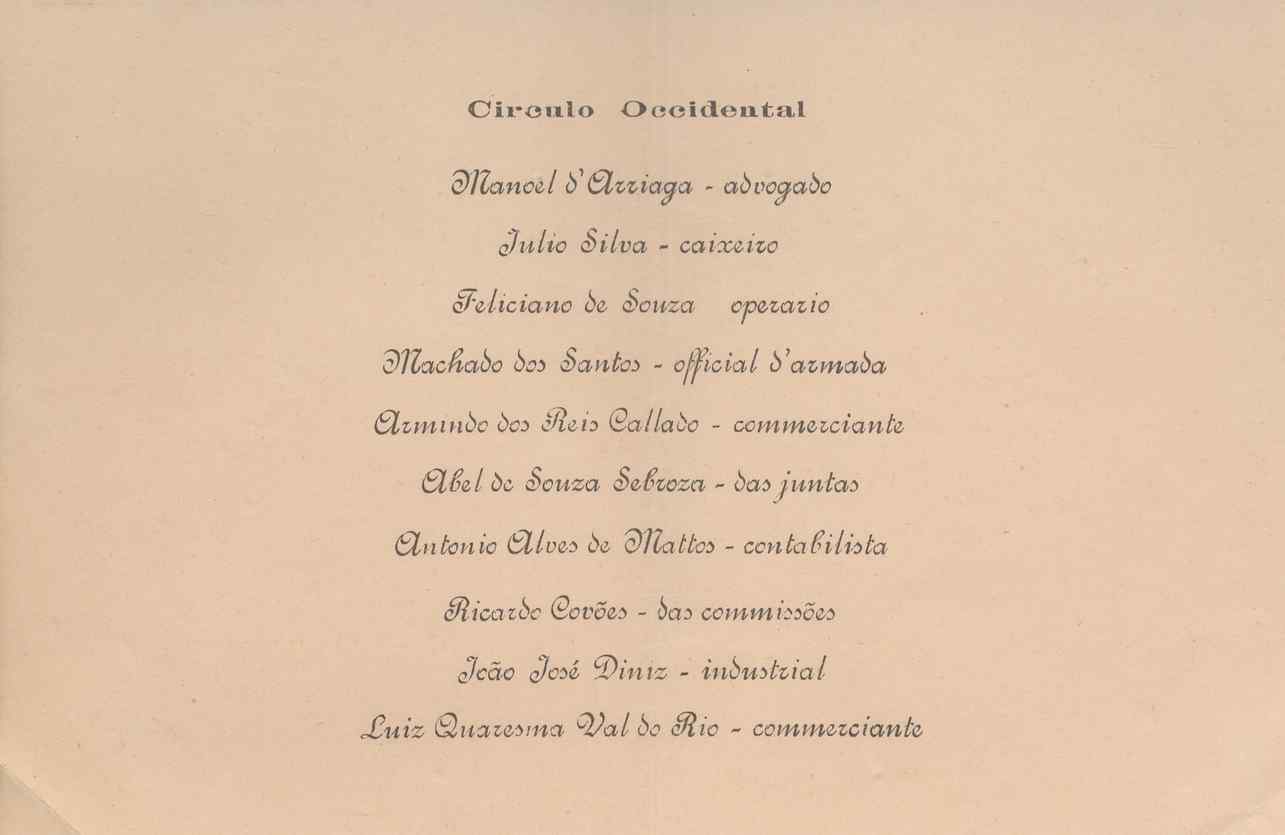 Circulo Occidental
Manoel d'Arriaga - advogado
Julio Silva - caixeiro
Feliciano de Souza operario
Machado dos Santos - official d'armada
Armindo dos Reis Callado - commerciante
Abel de Souza Sebroza - das juntas
Antonio Alves de Mattos - contabilista
Ricardo Covões - das commissões
João José Diniz - industrial
Luiz Quaresma Val do Rio - commerciante